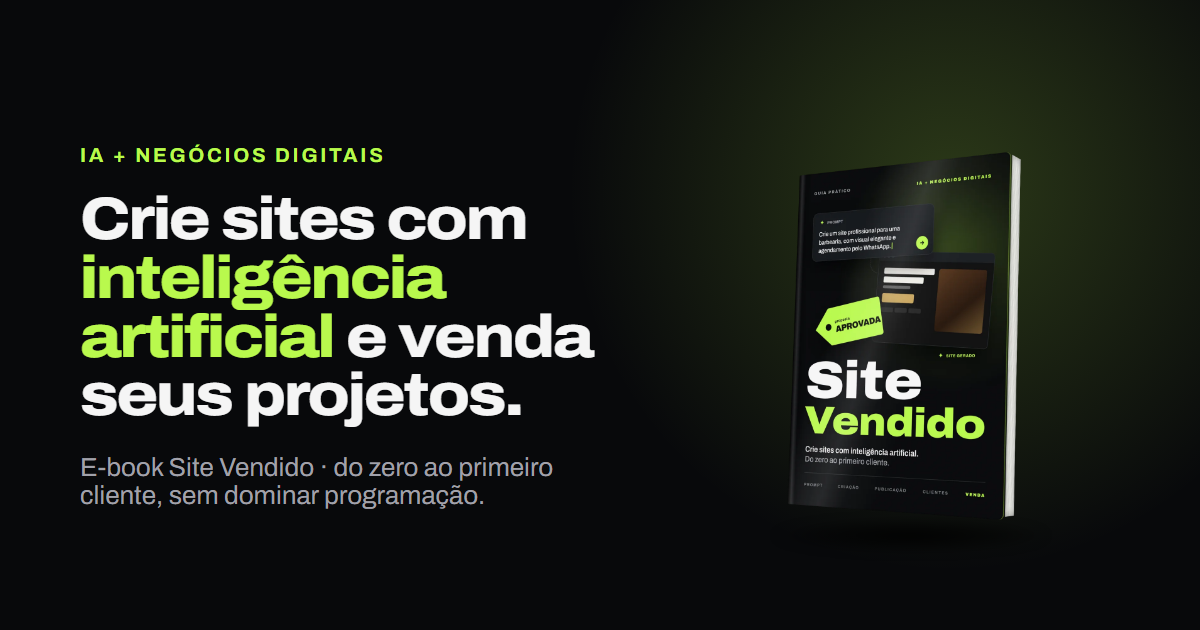 IA + NEGÓCIOS DIGITAIS
Crie sites com
inteligência
artificial e venda
seus projetos.
E-book Site Vendido · do zero ao primeiro
cliente, sem dominar programação.
GUIA PRÁTICO
IA + NEGÓCIOS DIGITAIS
PROMPT
Crie um site profissional para uma
barbearia, com visual elegante e
agendamento pelo WhatsApp.
APROVADA
SITE GERADO
Site
Vendido
Crie sites com inteligência artificial.
Do zero ao primeiro cliente.
PROMPT CRIAÇÃO PUBLICAÇÃO CLIENTES VENDA